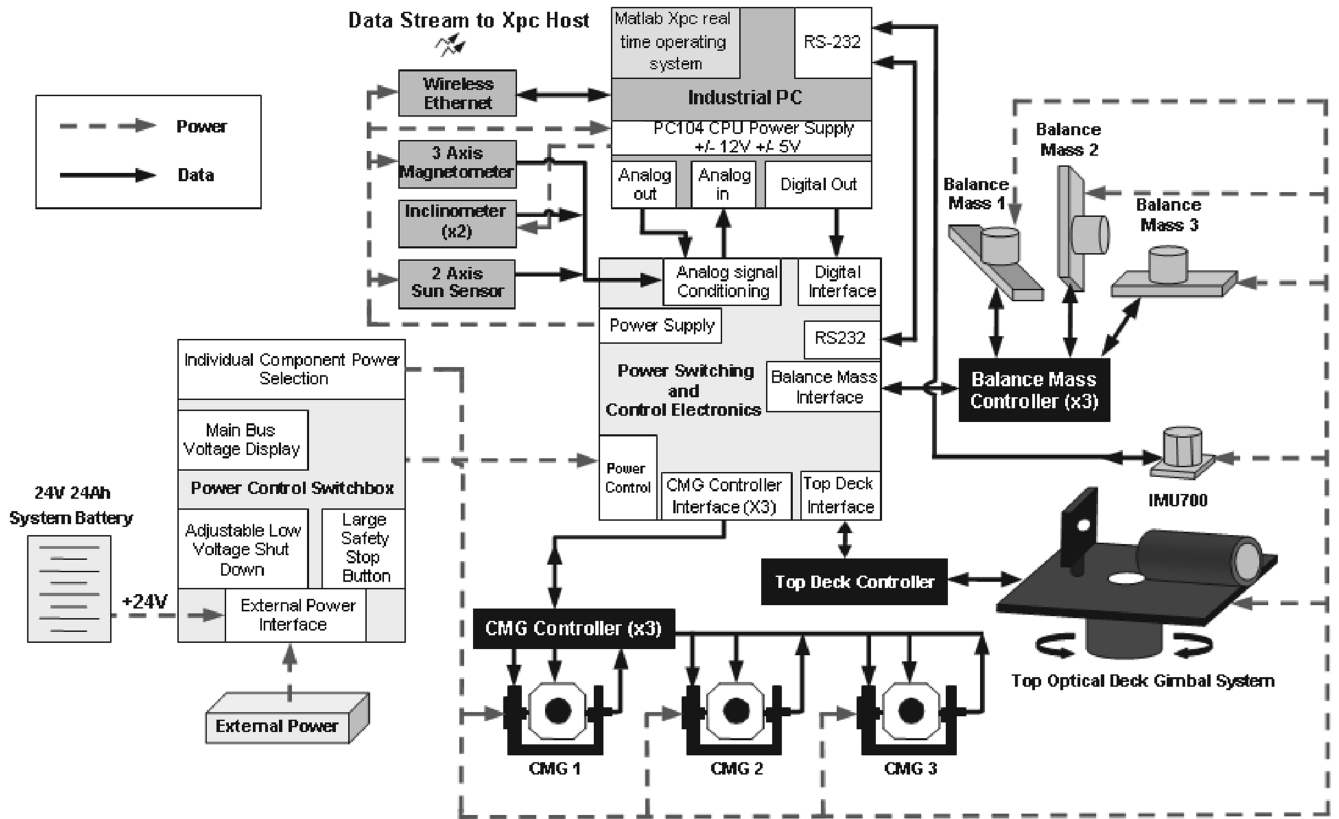 Data Stream to Xpc Host
Matlab Xpc real
time operating
system
RS-232
Industrial PC
PC104 CPU Power Supply
+/- 12V +/- 5V
Analog
out
Analog
in
Digital Out
Wireless
Ethernet
3 Axis
Magnetometer
Inclinometer
(x2)
2 Axis
Sun Sensor
Power
Data
Analog signal
Conditioning
Digital
Interface
Power Supply
RS232
Power Switching
and
Control Electronics
Balance Mass
Interface
Power
Control
CMG Controller
Interface (X3)
Top Deck
Interface
Balance
Mass 1
Balance
Mass 2
Balance
Mass 3
Balance Mass
Controller (x3)
IMU700
Individual Component Power
Selection
Main Bus
Voltage Display
Power Control Switchbox
Adjustable Low
Voltage Shut
Down
Large
Safety
Stop
Button
External Power
Interface
24V 24Ah
System Battery
+24V
External Power
Top Deck Controller
CMG Controller (x3)
Top Optical Deck Gimbal System
CMG 1
CMG 2
CMG 3